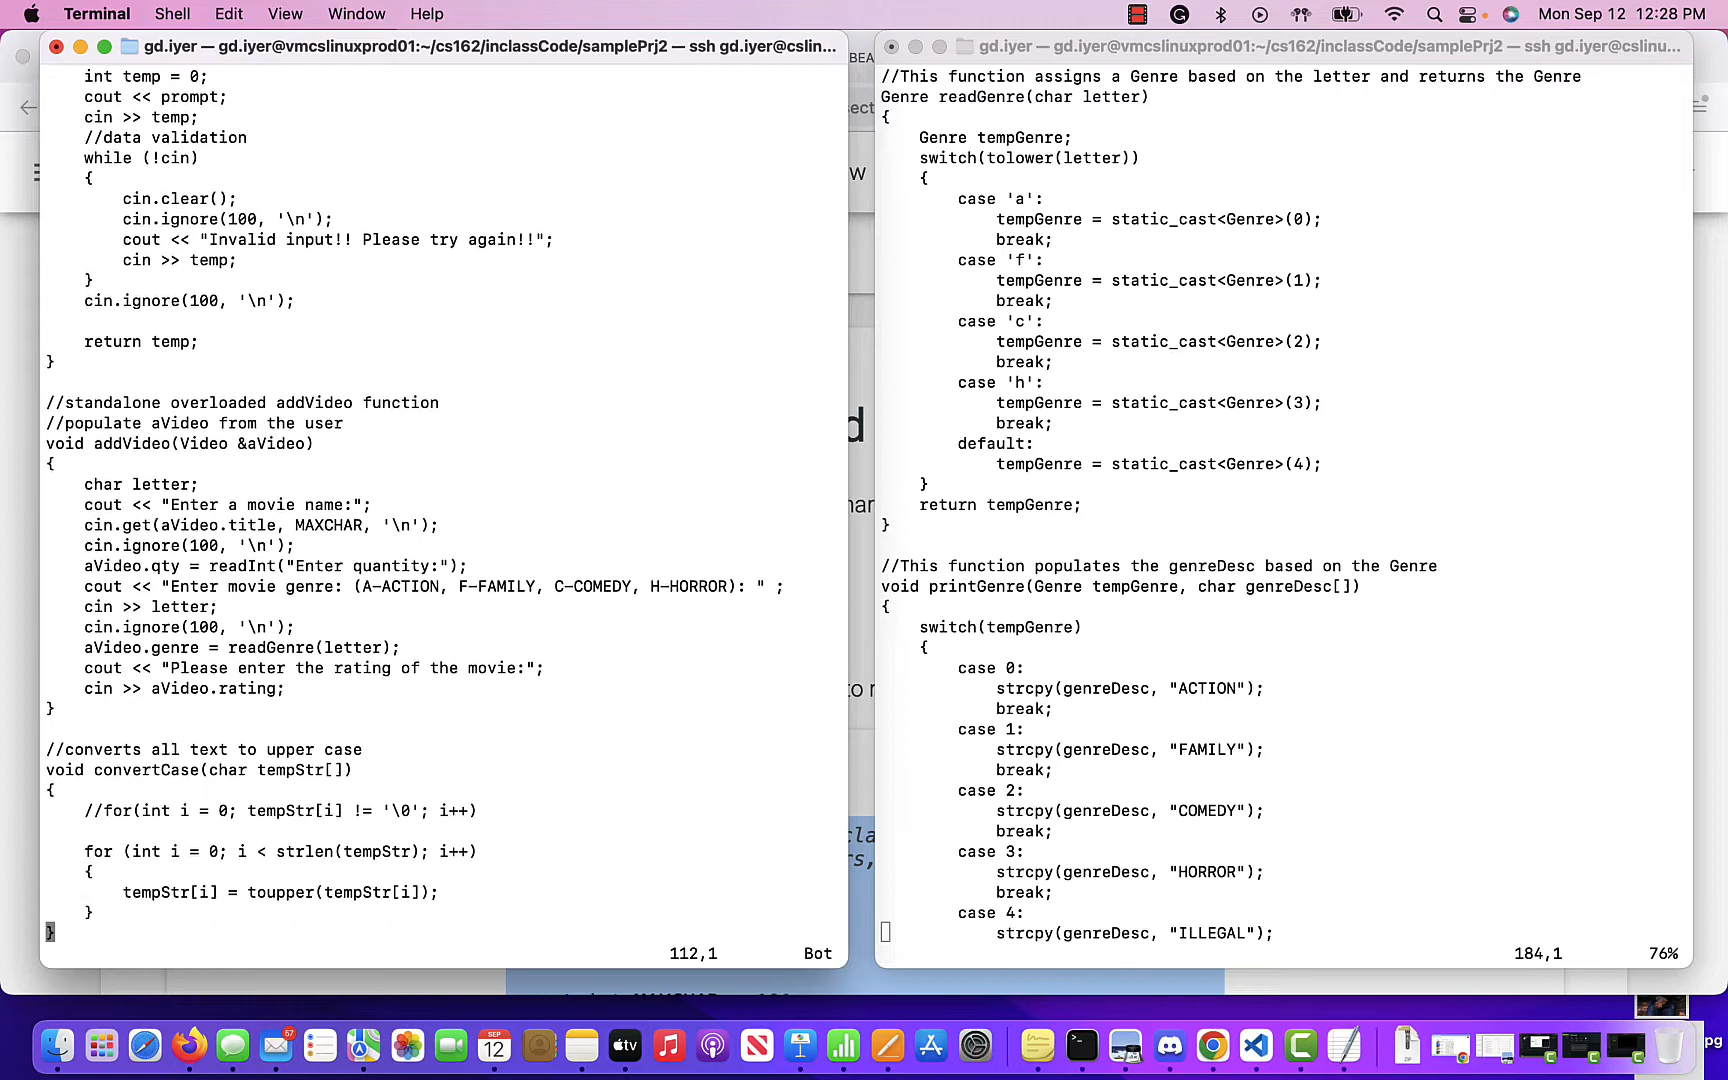 Terminal Shell Edit View Window Help Mon Sep 12 12:28 PM
gd.iyer — gd.iyer@vmcslinuxprod01:~/cs162/inclassCode/samplePrj2 — ssh gd.iyer@cslin...
    int temp = 0;
    cout << prompt;
    cin >> temp;
    //data validation
    while (!cin)
    {
        cin.clear();
        cin.ignore(100, '\n');
        cout << "Invalid input!! Please try again!!";
        cin >> temp;
    }
    cin.ignore(100, '\n');
    return temp;
}
//standalone overloaded addVideo function
//populate aVideo from the user
void addVideo(Video &aVideo)
{
    char letter;
    cout << "Enter a movie name:";
    cin.get(aVideo.title, MAXCHAR, '\n');
    cin.ignore(100, '\n');
    aVideo.qty = readInt("Enter quantity:");
    cout << "Enter movie genre: (A-ACTION, F-FAMILY, C-COMEDY, H-HORROR): " ;
    cin >> letter;
    cin.ignore(100, '\n');
    aVideo.genre = readGenre(letter);
    cout << "Please enter the rating of the movie:";
    cin >> aVideo.rating;
}
//converts all text to upper case
void convertCase(char tempStr[])
{
    //for(int i = 0; tempStr[i] != '\0'; i++)
    for (int i = 0; i < strlen(tempStr); i++)
    {
        tempStr[i] = toupper(tempStr[i]);
    }
}
112,1 Bot
gd.iyer — gd.iyer@vmcslinuxprod01:~/cs162/inclassCode/samplePrj2 — ssh gd.iyer@cslinu...
//This function assigns a Genre based on the letter and returns the Genre
Genre readGenre(char letter)
{
    Genre tempGenre;
    switch(tolower(letter))
    {
        case 'a':
            tempGenre = static_cast<Genre>(0);
            break;
        case 'f':
            tempGenre = static_cast<Genre>(1);
            break;
        case 'c':
            tempGenre = static_cast<Genre>(2);
            break;
        case 'h':
            tempGenre = static_cast<Genre>(3);
            break;
        default:
            tempGenre = static_cast<Genre>(4);
    }
    return tempGenre;
}
//This function populates the genreDesc based on the Genre
void printGenre(Genre tempGenre, char genreDesc[])
{
    switch(tempGenre)
    {
        case 0:
            strcpy(genreDesc, "ACTION");
            break;
        case 1:
            strcpy(genreDesc, "FAMILY");
            break;
        case 2:
            strcpy(genreDesc, "COMEDY");
            break;
        case 3:
            strcpy(genreDesc, "HORROR");
            break;
        case 4:
            strcpy(genreDesc, "ILLEGAL");
184,1 76%
57
SEP
12
tv